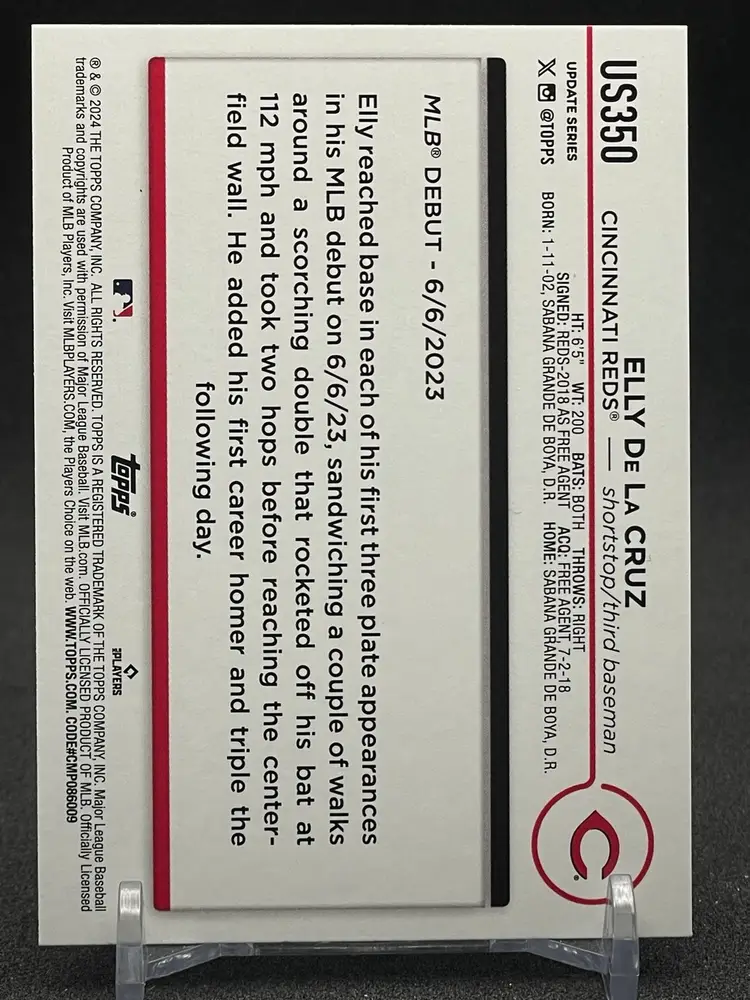 US350
ELLY DE LA CRUZ
CINCINNATI REDS® — shortstop/third baseman
UPDATE SERIES
@TOPPS
HT: 6'5" WT: 200 BATS: BOTH THROWS: RIGHT
SIGNED: REDS-2018 AS FREE AGENT ACQ: FREE AGENT, 7-2-18
BORN: 1-11-02, SABANA GRANDE DE BOYA, D.R. HOME: SABANA GRANDE DE BOYA, D.R.
C
MLB® DEBUT - 6/6/2023
Elly reached base in each of his first three plate appearances
in his MLB debut on 6/6/23, sandwiching a couple of walks
around a scorching double that rocketed off his bat at
112 mph and took two hops before reaching the center-
field wall. He added his first career homer and triple the
following day.
topps®
PLAYERS
® & © 2024 THE TOPPS COMPANY, INC. ALL RIGHTS RESERVED. TOPPS IS A REGISTERED TRADEMARK OF THE TOPPS COMPANY, INC. Major League Baseball
trademarks and copyrights are used with permission of Major League Baseball. Visit MLB.com. OFFICIALLY LICENSED PRODUCT OF MLB. Officially Licensed
Product of MLB Players, Inc. Visit MLBPLAYERS.COM, the Players Choice on the web. WWW.TOPPS.COM. CODE#CMP086009